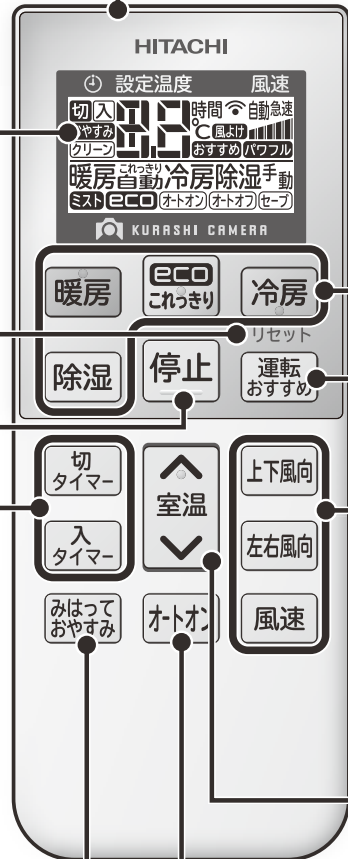 HITACHI
設定温度 風速
切 入 8.8 時間 自動 急速
おやすみ ℃ 風よけ
クリーン おすすめ パワフル
暖房 これっきり自動 冷房 除湿 手動
ミスト eco オートオン オートオフ セーブ
KURASHI CAMERA
暖房
eco
これっきり
冷房
リセット
除湿
停止
運転
おすすめ
切
タイマー
室温
上下風向
入
タイマー
左右風向
みはって
おやすみ
オートオン
風速